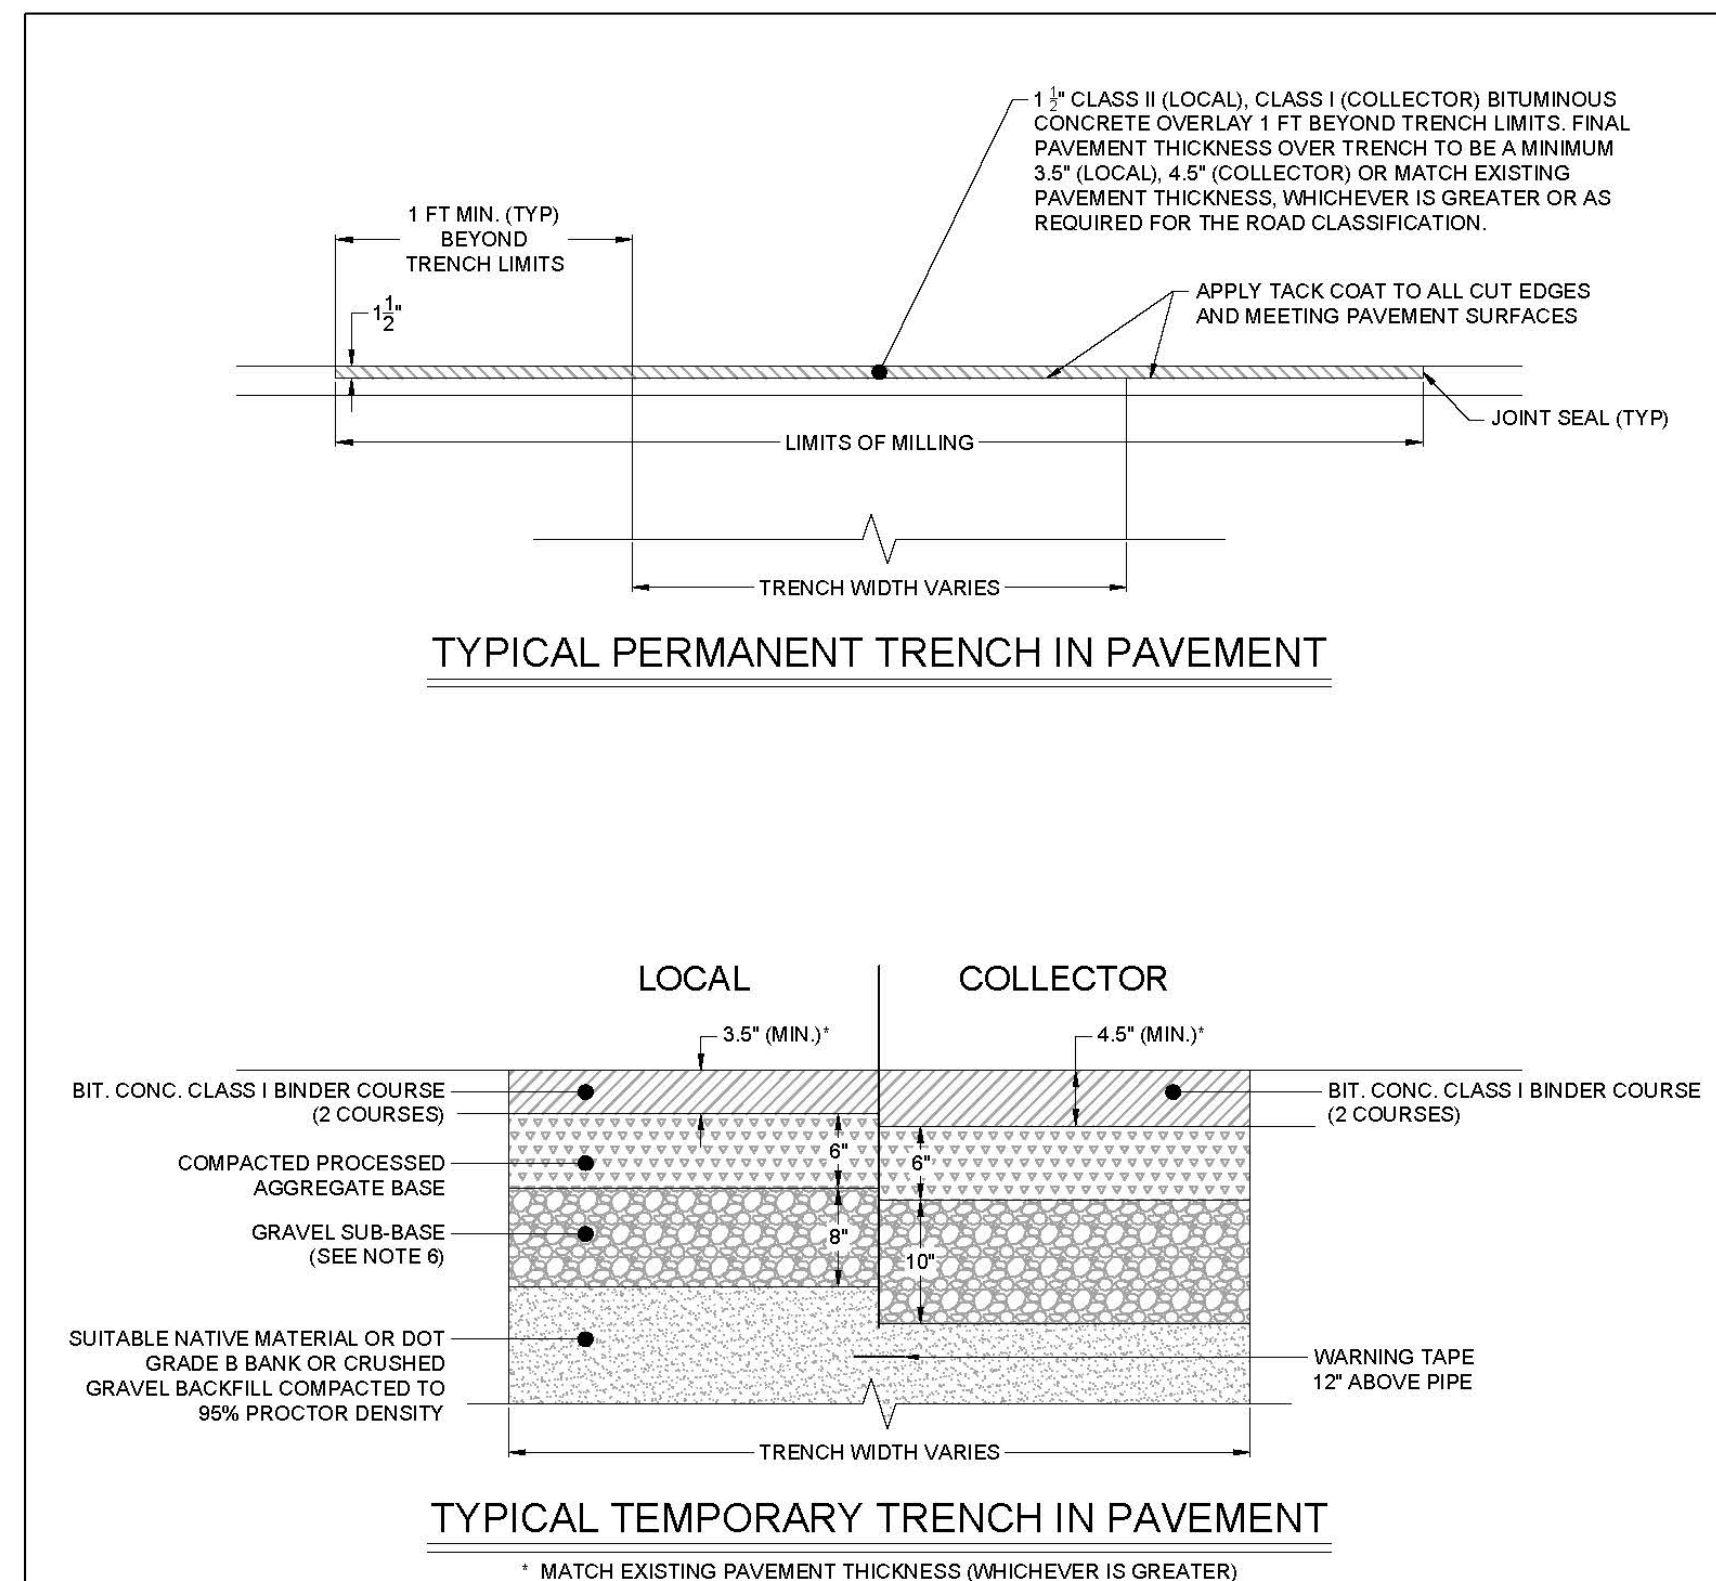 1 1/2" CLASS II (LOCAL), CLASS I (COLLECTOR) BITUMINOUS
CONCRETE OVERLAY 1 FT BEYOND TRENCH LIMITS. FINAL
PAVEMENT THICKNESS OVER TRENCH TO BE A MINIMUM
3.5" (LOCAL), 4.5" (COLLECTOR) OR MATCH EXISTING
PAVEMENT THICKNESS, WHICHEVER IS GREATER OR AS
REQUIRED FOR THE ROAD CLASSIFICATION.
1 FT MIN. (TYP)
BEYOND
TRENCH LIMITS
1 1/2"
APPLY TACK COAT TO ALL CUT EDGES
AND MEETING PAVEMENT SURFACES
JOINT SEAL (TYP)
LIMITS OF MILLING
TRENCH WIDTH VARIES
TYPICAL PERMANENT TRENCH IN PAVEMENT
LOCAL
COLLECTOR
3.5" (MIN.)*
4.5" (MIN.)*
BIT. CONC. CLASS I BINDER COURSE
(2 COURSES)
BIT. CONC. CLASS I BINDER COURSE
(2 COURSES)
6"
6"
COMPACTED PROCESSED
AGGREGATE BASE
GRAVEL SUB-BASE
(SEE NOTE 6)
8"
10"
SUITABLE NATIVE MATERIAL OR DOT
GRADE B BANK OR CRUSHED
GRAVEL BACKFILL COMPACTED TO
95% PROCTOR DENSITY
WARNING TAPE
12" ABOVE PIPE
TRENCH WIDTH VARIES
TYPICAL TEMPORARY TRENCH IN PAVEMENT
* MATCH EXISTING PAVEMENT THICKNESS (WHICHEVER IS GREATER)